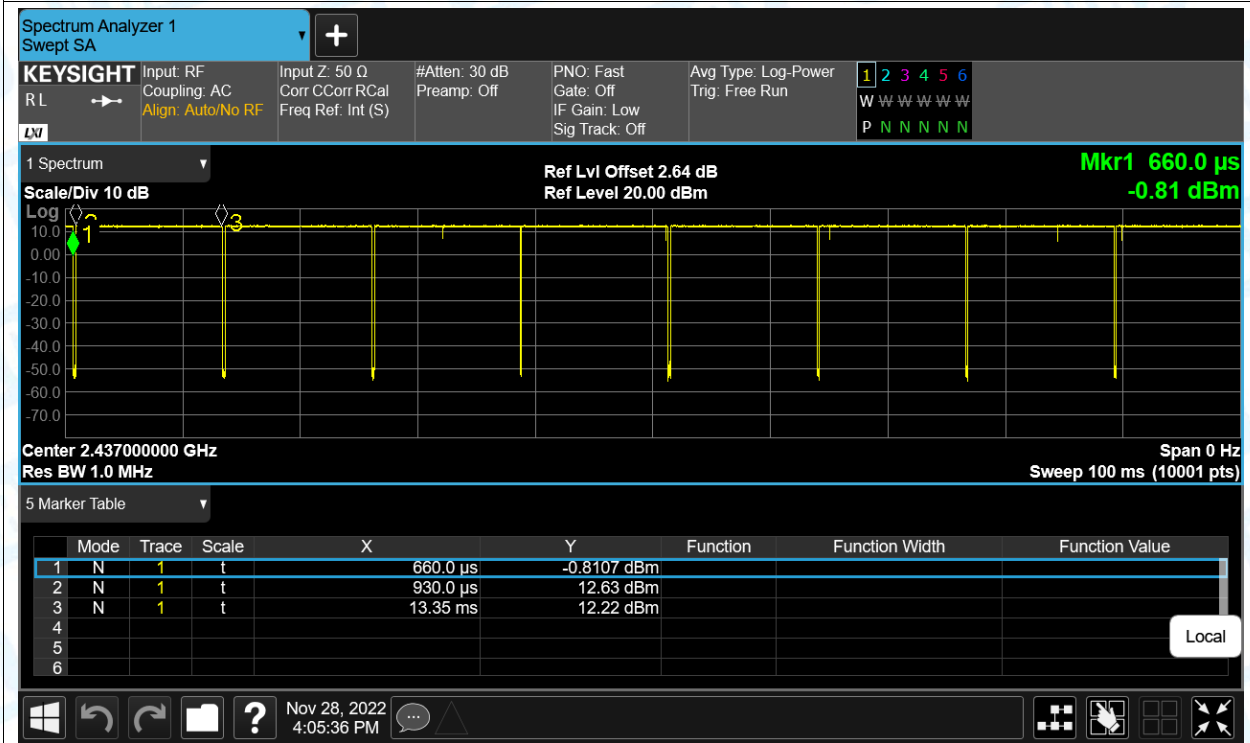 Spectrum Analyzer 1
Swept SA
+
KEYSIGHT Input: RF Input Z: 50 Ω #Atten: 30 dB PNO: Fast Avg Type: Log-Power 1 2 3 4 5 6
R L Coupling: AC Corr CCorr RCal Preamp: Off Gate: Off Trig: Free Run W W W W W W
Align: Auto/No RF Freq Ref: Int (S) IF Gain: Low
LXI Sig Track: Off P N N N N N
1 Spectrum Ref Lvl Offset 2.64 dB Mkr1 660.0 µs
Scale/Div 10 dB Ref Level 20.00 dBm -0.81 dBm
Log 3
10.0 1
0.00
-10.0
-20.0
-30.0
-40.0
-50.0
-60.0
-70.0
Center 2.437000000 GHz Span 0 Hz
Res BW 1.0 MHz Sweep 100 ms (10001 pts)
5 Marker Table
Mode Trace Scale X Y Function Function Width Function Value
1 N 1 t 660.0 µs -0.8107 dBm
2 N 1 t 930.0 µs 12.63 dBm
3 N 1 t 13.35 ms 12.22 dBm
4
5 Local
6
? Nov 28, 2022
4:05:36 PM